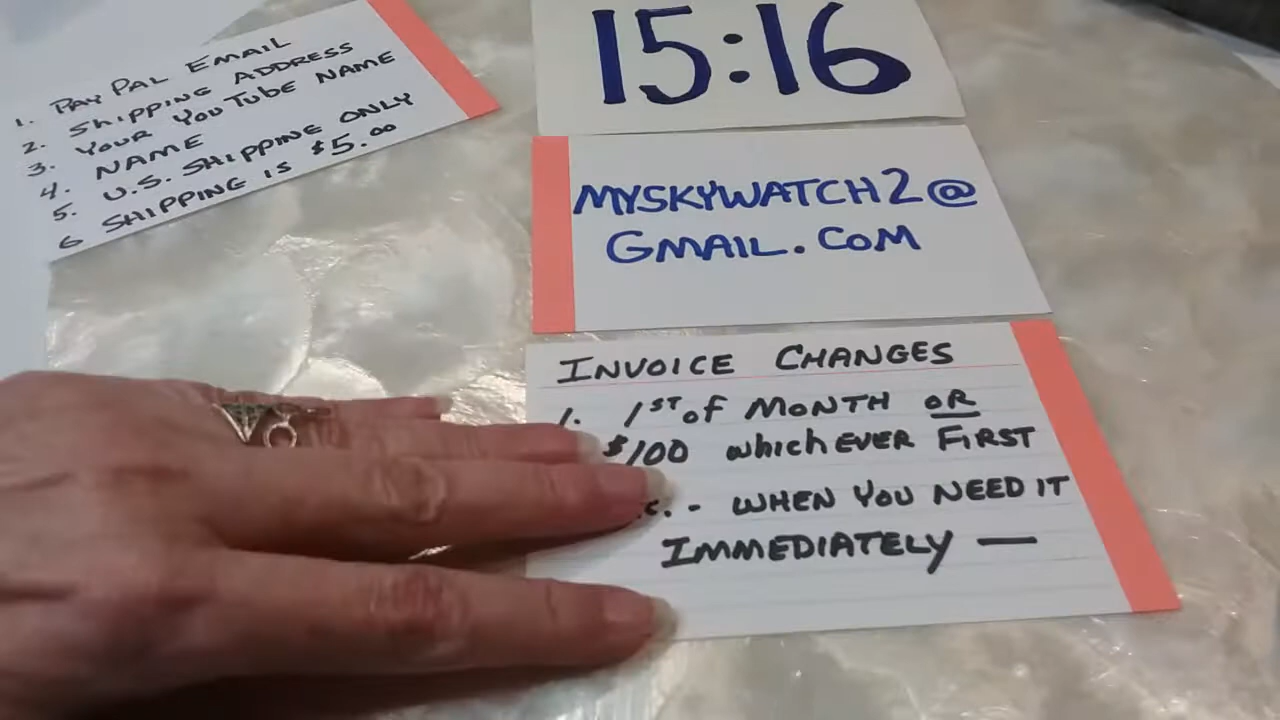 1. PAY PAL EMAIL
2. SHIPPING ADDRESS
3. YOUR YOUTUBE NAME
4. NAME
5. U.S. SHIPPING ONLY
6 SHIPPING IS $5.00
15:16
MYSKYWATCH2@
GMAIL.COM
INVOICE CHANGES
1. 1ST of MONTH OR
$100 whichEVER FIRST
- WHEN YOU NEED IT
IMMEDIATELY —